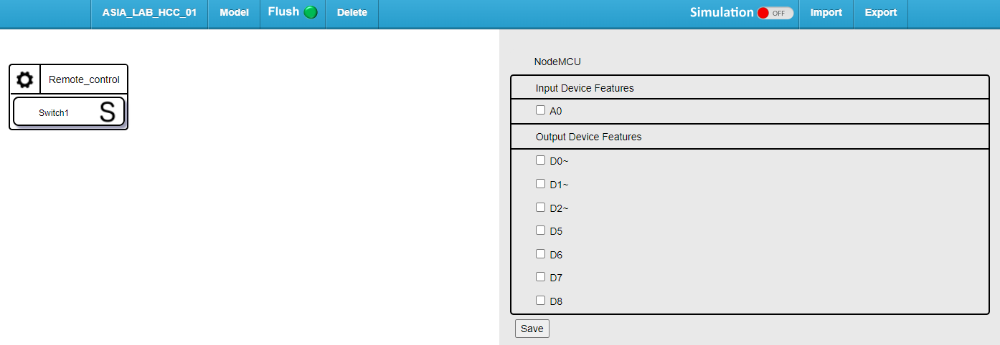 ASIA_LAB_HCC_01 Model Flush Delete Simulation OFF Import Export
Remote_control
Switch1 S
NodeMCU
Input Device Features
A0
Output Device Features
D0~
D1~
D2~
D5
D6
D7
D8
Save